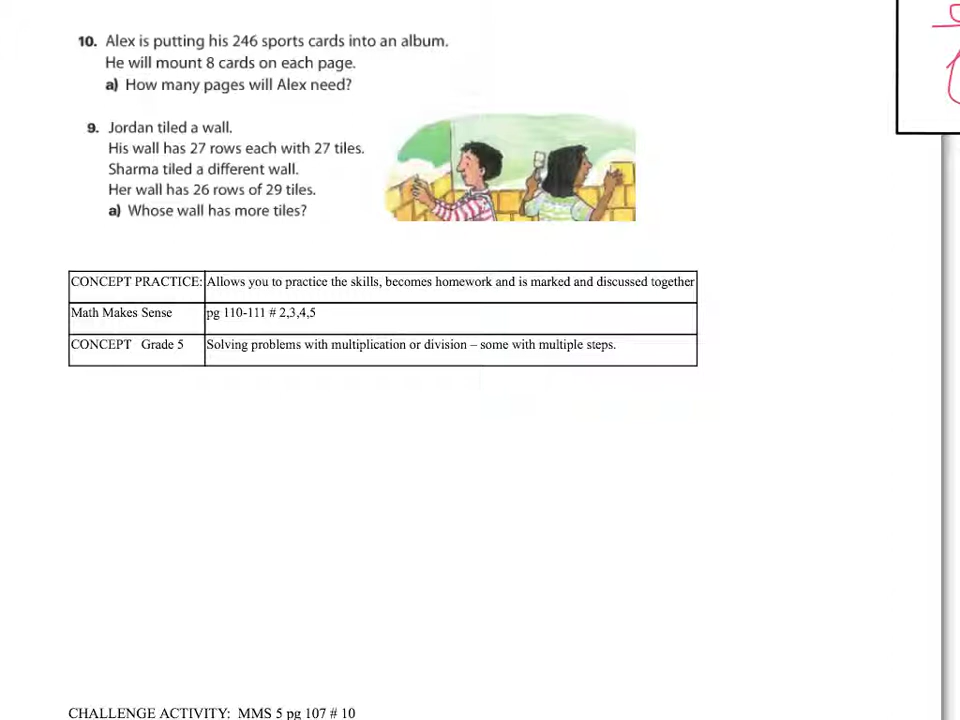 10. Alex is putting his 246 sports cards into an album.
He will mount 8 cards on each page.
a) How many pages will Alex need?
9. Jordan tiled a wall.
His wall has 27 rows each with 27 tiles.
Sharma tiled a different wall.
Her wall has 26 rows of 29 tiles.
a) Whose wall has more tiles?
CONCEPT PRACTICE: Allows you to practice the skills, becomes homework and is marked and discussed together
Math Makes Sense pg 110-111 # 2,3,4,5
CONCEPT Grade 5 Solving problems with multiplication or division – some with multiple steps.
CHALLENGE ACTIVITY: MMS 5 pg 107 # 10